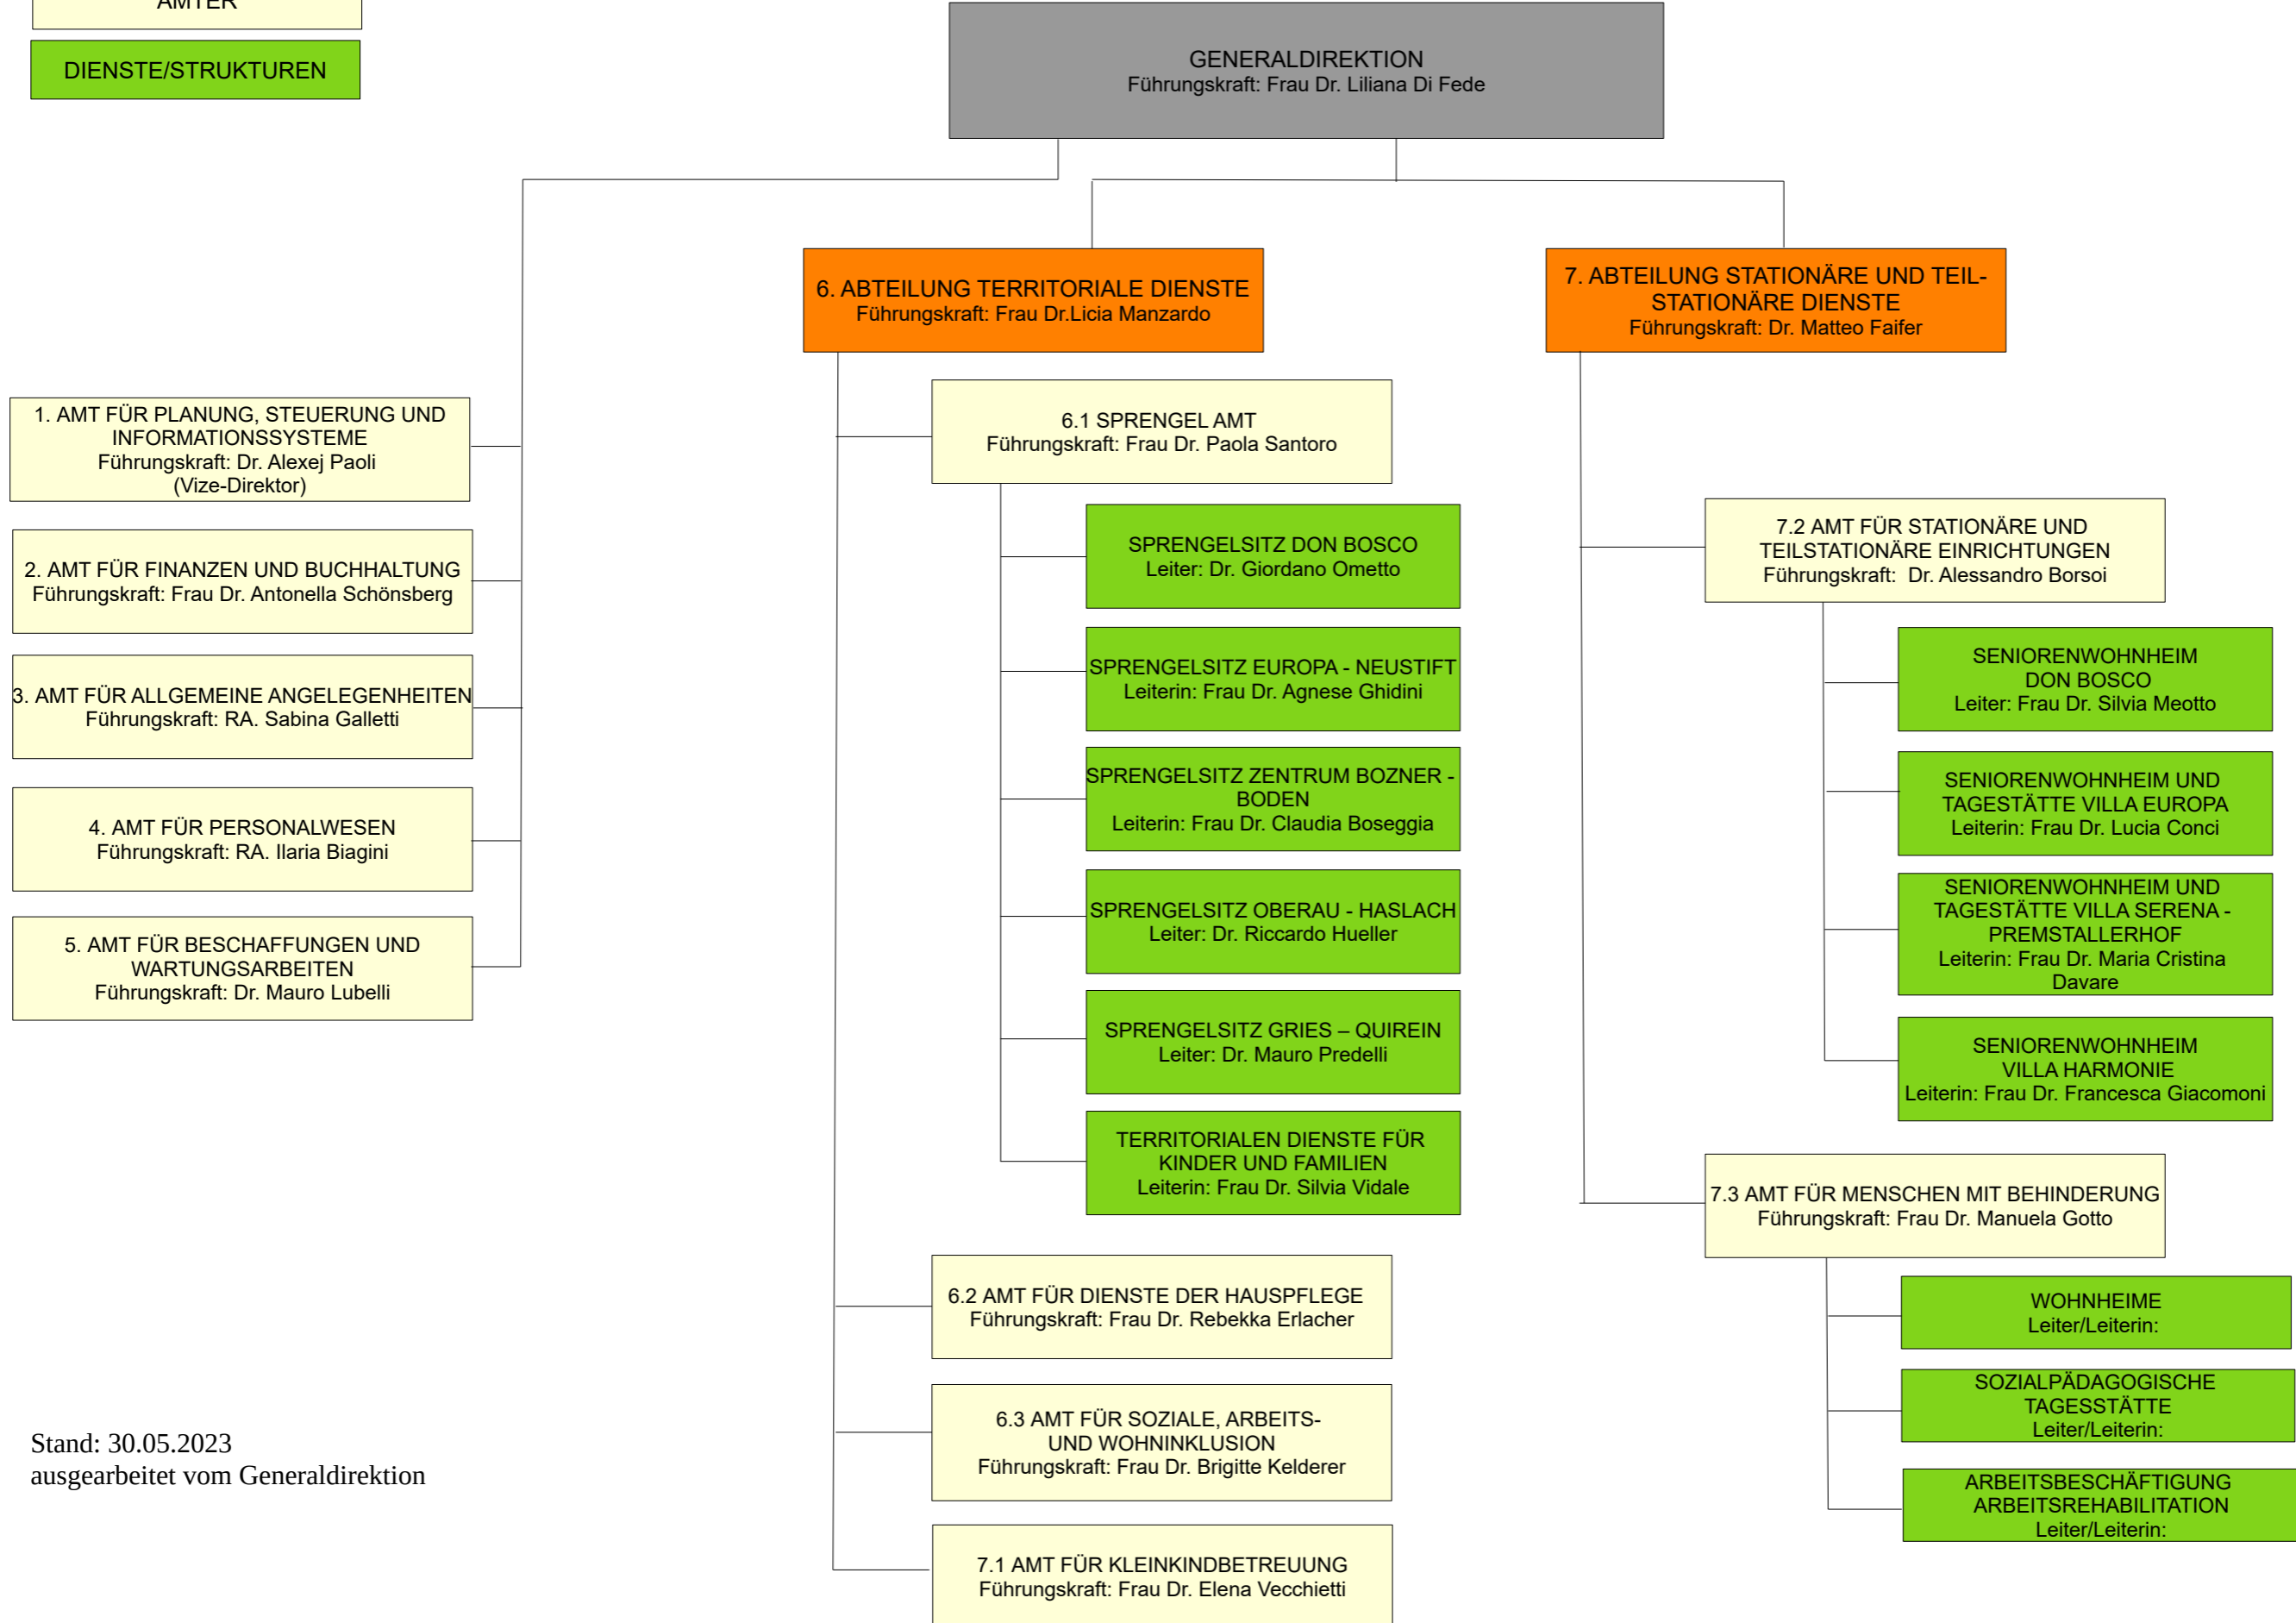 ÄMTER
DIENSTE/STRUKTUREN
GENERALDIREKTION
Führungskraft: Frau Dr. Liliana Di Fede
1. AMT FÜR PLANUNG, STEUERUNG UND
INFORMATIONSSYSTEME
Führungskraft: Dr. Alexej Paoli
(Vize-Direktor)
2. AMT FÜR FINANZEN UND BUCHHALTUNG
Führungskraft: Frau Dr. Antonella Schönsberg
3. AMT FÜR ALLGEMEINE ANGELEGENHEITEN
Führungskraft: RA. Sabina Galletti
4. AMT FÜR PERSONALWESEN
Führungskraft: RA. Ilaria Biagini
5. AMT FÜR BESCHAFFUNGEN UND
WARTUNGSARBEITEN
Führungskraft: Dr. Mauro Lubelli
6. ABTEILUNG TERRITORIALE DIENSTE
Führungskraft: Frau Dr.Licia Manzardo
6.1 SPRENGEL AMT
Führungskraft: Frau Dr. Paola Santoro
SPRENGELSITZ DON BOSCO
Leiter: Dr. Giordano Ometto
SPRENGELSITZ EUROPA - NEUSTIFT
Leiterin: Frau Dr. Agnese Ghidini
SPRENGELSITZ ZENTRUM BOZNER -
BODEN
Leiterin: Frau Dr. Claudia Boseggia
SPRENGELSITZ OBERAU - HASLACH
Leiter: Dr. Riccardo Hueller
SPRENGELSITZ GRIES – QUIREIN
Leiter: Dr. Mauro Predelli
TERRITORIALEN DIENSTE FÜR
KINDER UND FAMILIEN
Leiterin: Frau Dr. Silvia Vidale
6.2 AMT FÜR DIENSTE DER HAUSPFLEGE
Führungskraft: Frau Dr. Rebekka Erlacher
6.3 AMT FÜR SOZIALE, ARBEITS-
UND WOHNINKLUSION
Führungskraft: Frau Dr. Brigitte Kelderer
7.1 AMT FÜR KLEINKINDBETREUUNG
Führungskraft: Frau Dr. Elena Vecchietti
7. ABTEILUNG STATIONÄRE UND TEIL-
STATIONÄRE DIENSTE
Führungskraft: Dr. Matteo Faifer
7.2 AMT FÜR STATIONÄRE UND
TEILSTATIONÄRE EINRICHTUNGEN
Führungskraft: Dr. Alessandro Borsoi
SENIORENWOHNHEIM
DON BOSCO
Leiter: Frau Dr. Silvia Meotto
SENIORENWOHNHEIM UND
TAGESTÄTTE VILLA EUROPA
Leiterin: Frau Dr. Lucia Conci
SENIORENWOHNHEIM UND
TAGESTÄTTE VILLA SERENA -
PREMSTALLERHOF
Leiterin: Frau Dr. Maria Cristina
Davare
SENIORENWOHNHEIM
VILLA HARMONIE
Leiterin: Frau Dr. Francesca Giacomoni
7.3 AMT FÜR MENSCHEN MIT BEHINDERUNG
Führungskraft: Frau Dr. Manuela Gotto
WOHNHEIME
Leiter/Leiterin:
SOZIALPÄDAGOGISCHE
TAGESSTÄTTE
Leiter/Leiterin:
ARBEITSBESCHÄFTIGUNG
ARBEITSREHABILITATION
Leiter/Leiterin:
Stand: 30.05.2023
ausgearbeitet vom Generaldirektion